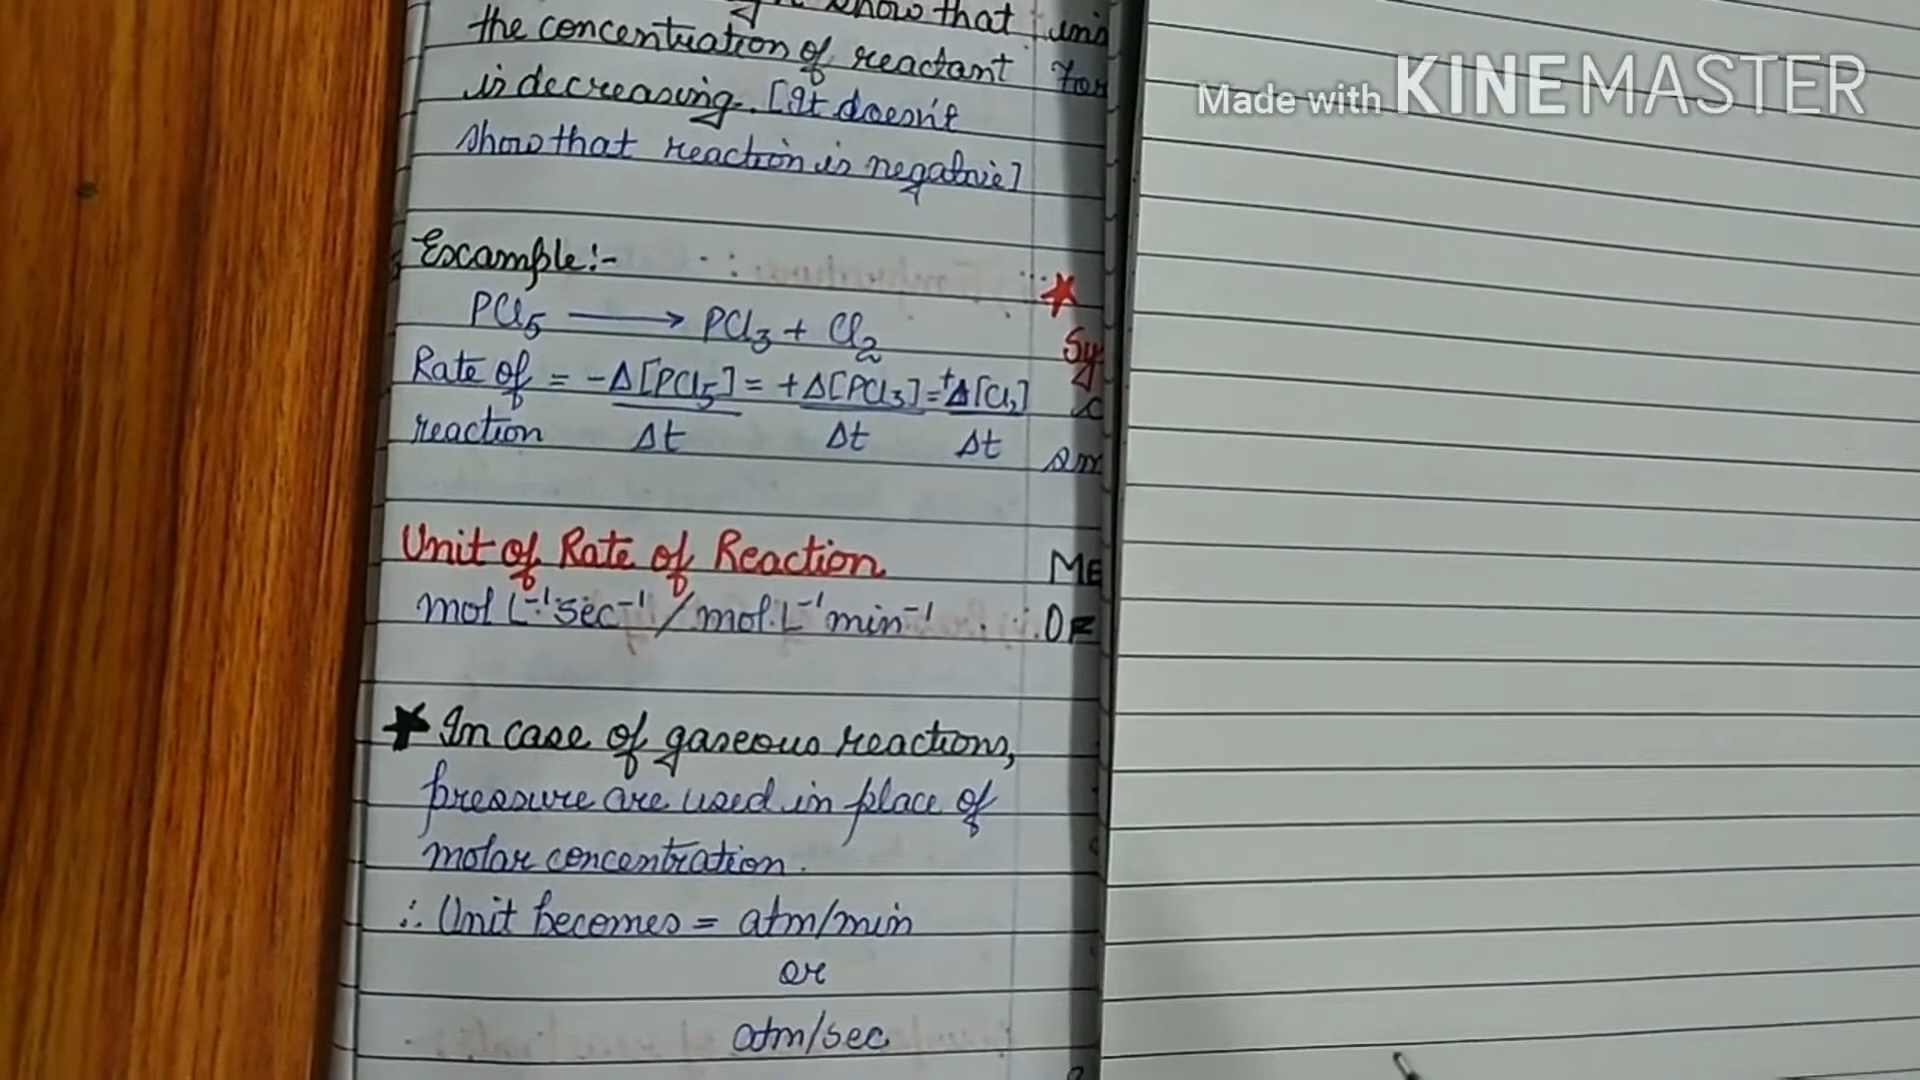 show that
the concentration of reactant
is decreasing. [It doesn't
show that reaction is negative]
Example:-
PCl5 ⟶ PCl3 + Cl2
Rate of = -Δ[PCl5] = +Δ[PCl3] = +Δ[Cl2]
reaction Δt Δt Δt
Unit of Rate of Reaction
mol L⁻¹ sec⁻¹ / mol L⁻¹ min⁻¹
★ In case of gaseous reactions,
pressure are used in place of
molar concentration.
∴ Unit becomes = atm/min
or
atm/sec
Made with KINEMASTER